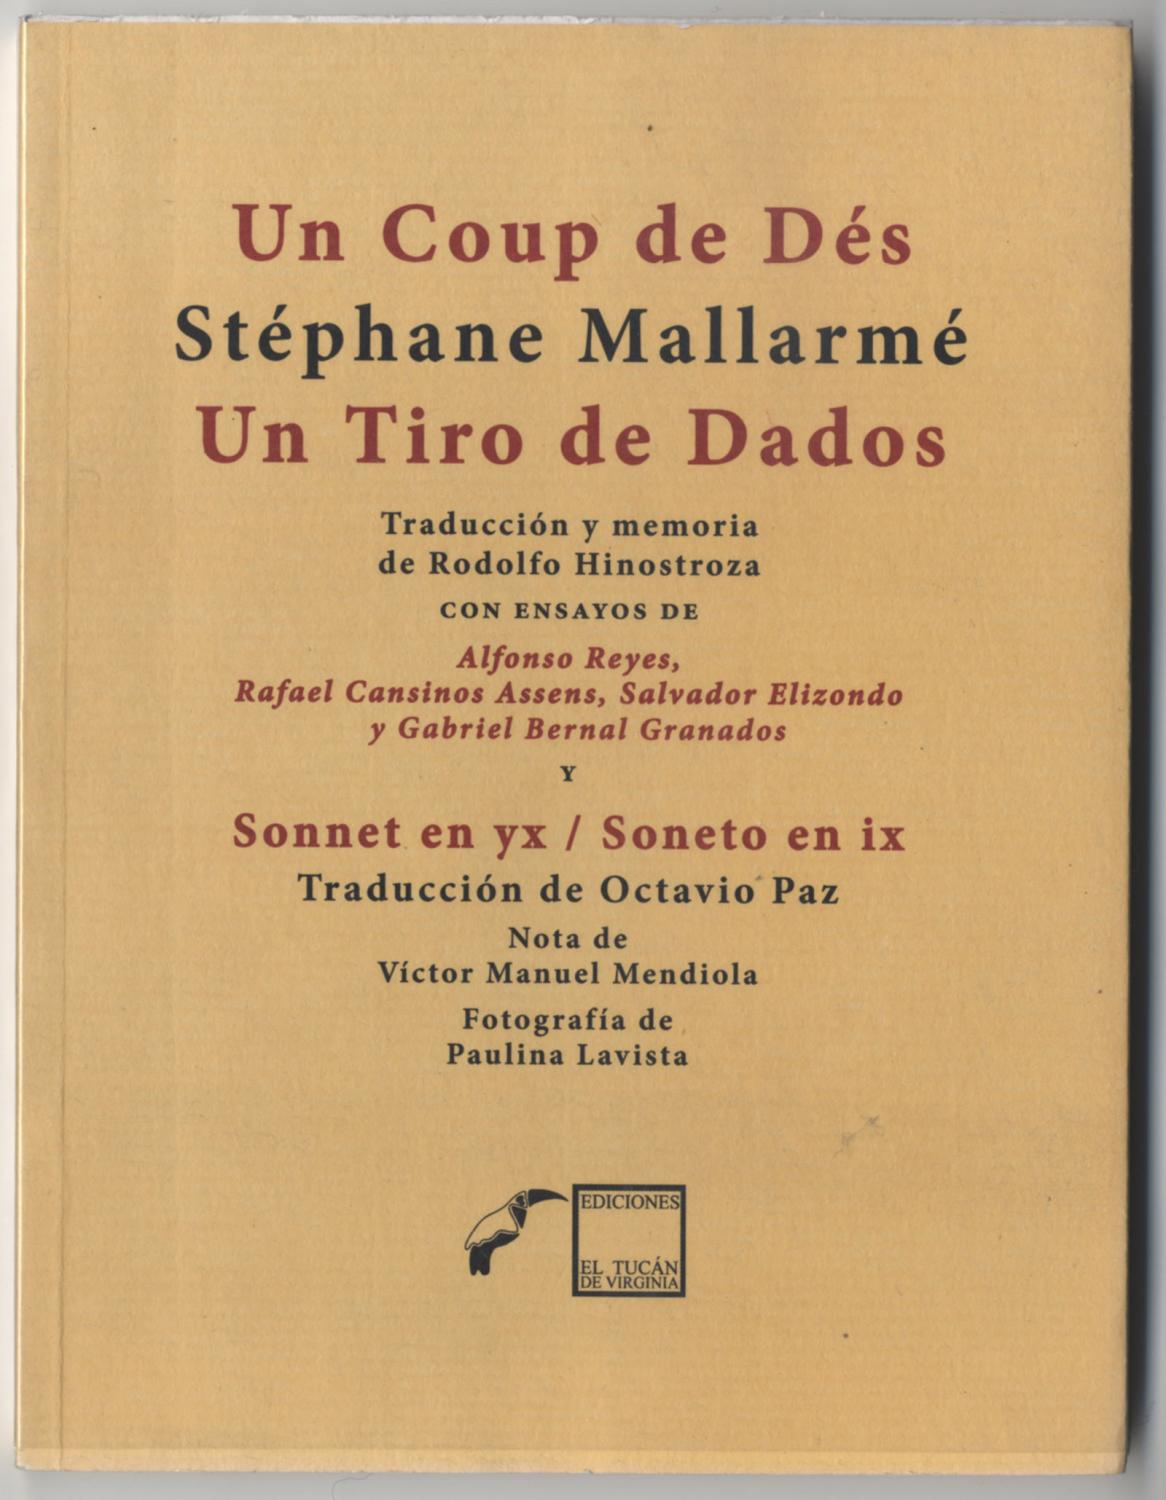 Un Coup de Dés
Stéphane Mallarmé
Un Tiro de Dados
Traducción y memoria
de Rodolfo Hinostroza
CON ENSAYOS DE
Alfonso Reyes,
Rafael Cansinos Assens, Salvador Elizondo
y Gabriel Bernal Granados
Y
Sonnet en yx / Soneto en ix
Traducción de Octavio Paz
Nota de
Víctor Manuel Mendiola
Fotografía de
Paulina Lavista
EDICIONES
EL TUCÁN
DE VIRGINIA